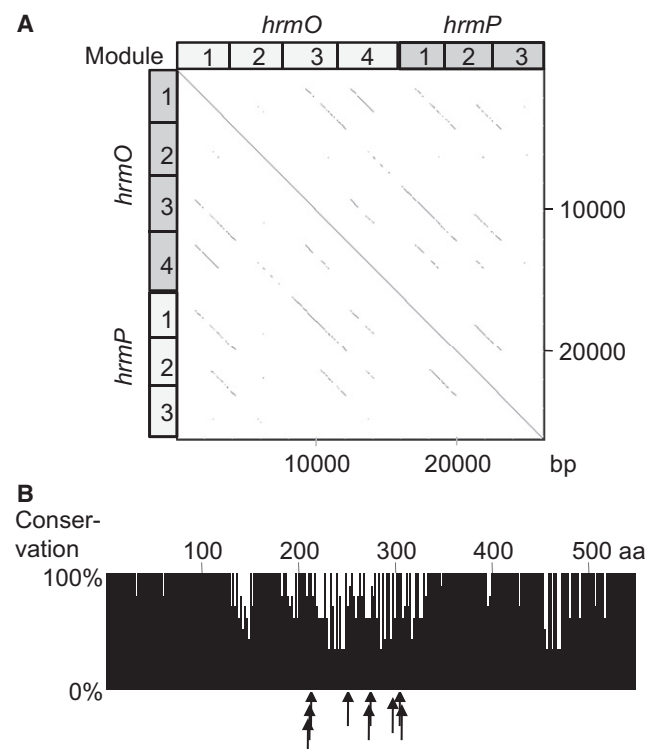 A
hrmO hrmP
Module 1 2 3 4 1 2 3
hrmO
1
2
3
4
hrmP
1
2
3
10000
20000
10000 20000 bp
B
Conser-
vation 100 200 300 400 500 aa
100%
0%